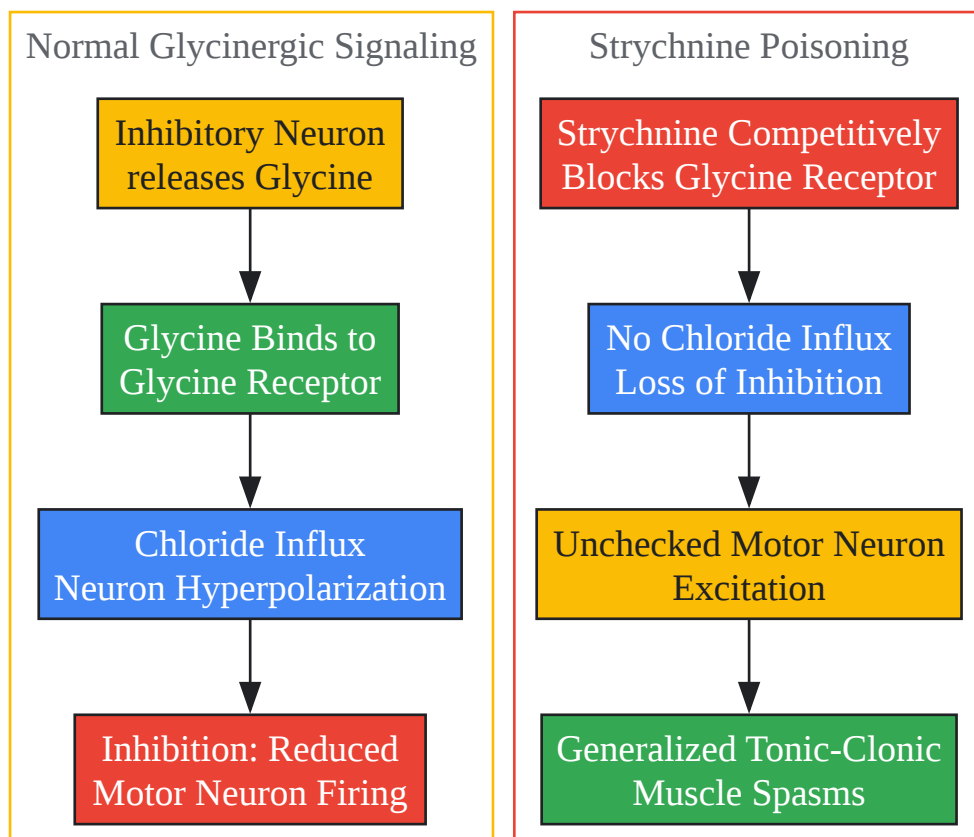 Normal Glycinergic Signaling
Inhibitory Neuron
releases Glycine
Glycine Binds to
Glycine Receptor
Chloride Influx
Neuron Hyperpolarization
Inhibition: Reduced
Motor Neuron Firing
Strychnine Poisoning
Strychnine Competitively
Blocks Glycine Receptor
No Chloride Influx
Loss of Inhibition
Unchecked Motor Neuron
Excitation
Generalized Tonic-Clonic
Muscle Spasms